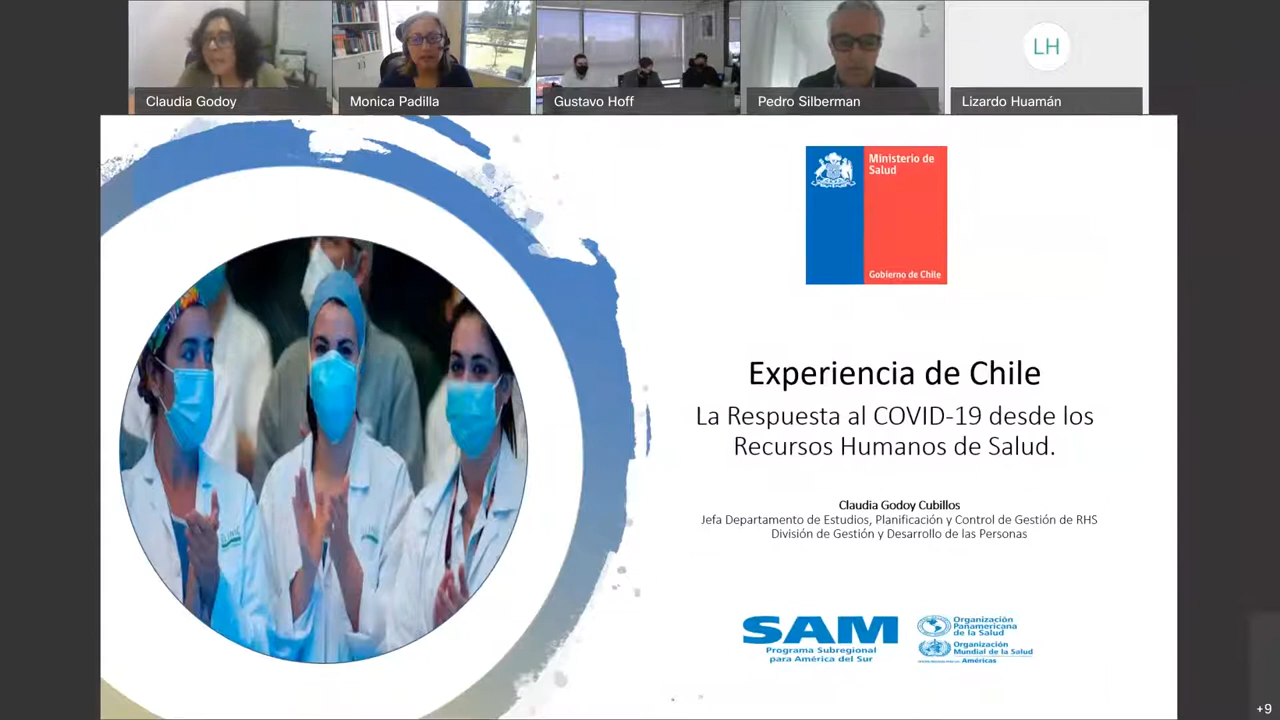 Claudia Godoy
Monica Padilla
Gustavo Hoff
Pedro Silberman
LH
Lizardo Huamán
Ministerio de
Salud
Gobierno de Chile
Experiencia de Chile
La Respuesta al COVID-19 desde los
Recursos Humanos de Salud.
Claudia Godoy Cubillos
Jefa Departamento de Estudios, Planificación y Control de Gestión de RHS
División de Gestión y Desarrollo de las Personas
SAM
Programa Subregional
para América del Sur
Organización
Panamericana
de la Salud
Organización
Mundial de la Salud
Américas
+9